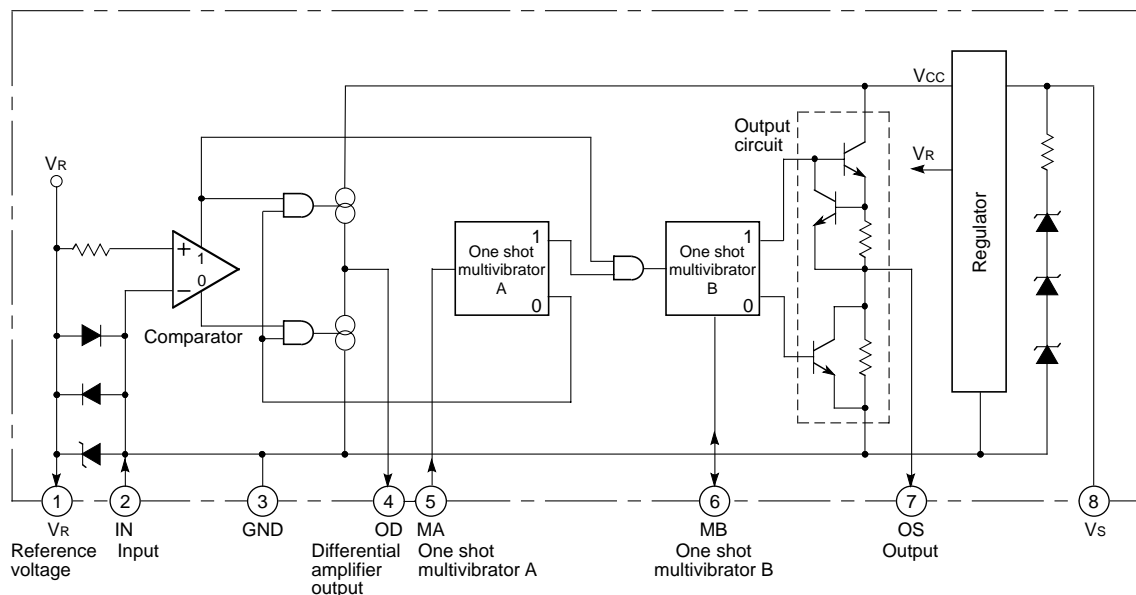 VCC
Output
circuit
VR
VR
Regulator
+
1
0
−
Comparator
1
One shot
multivibrator
A
0
1
One shot
multivibrator
B
0
1
2
3
4
5
6
7
8
VR
IN
GND
OD
MA
MB
OS
VS
Reference
voltage
Input
Differential
amplifier
output
One shot
multivibrator A
One shot
multivibrator B
Output